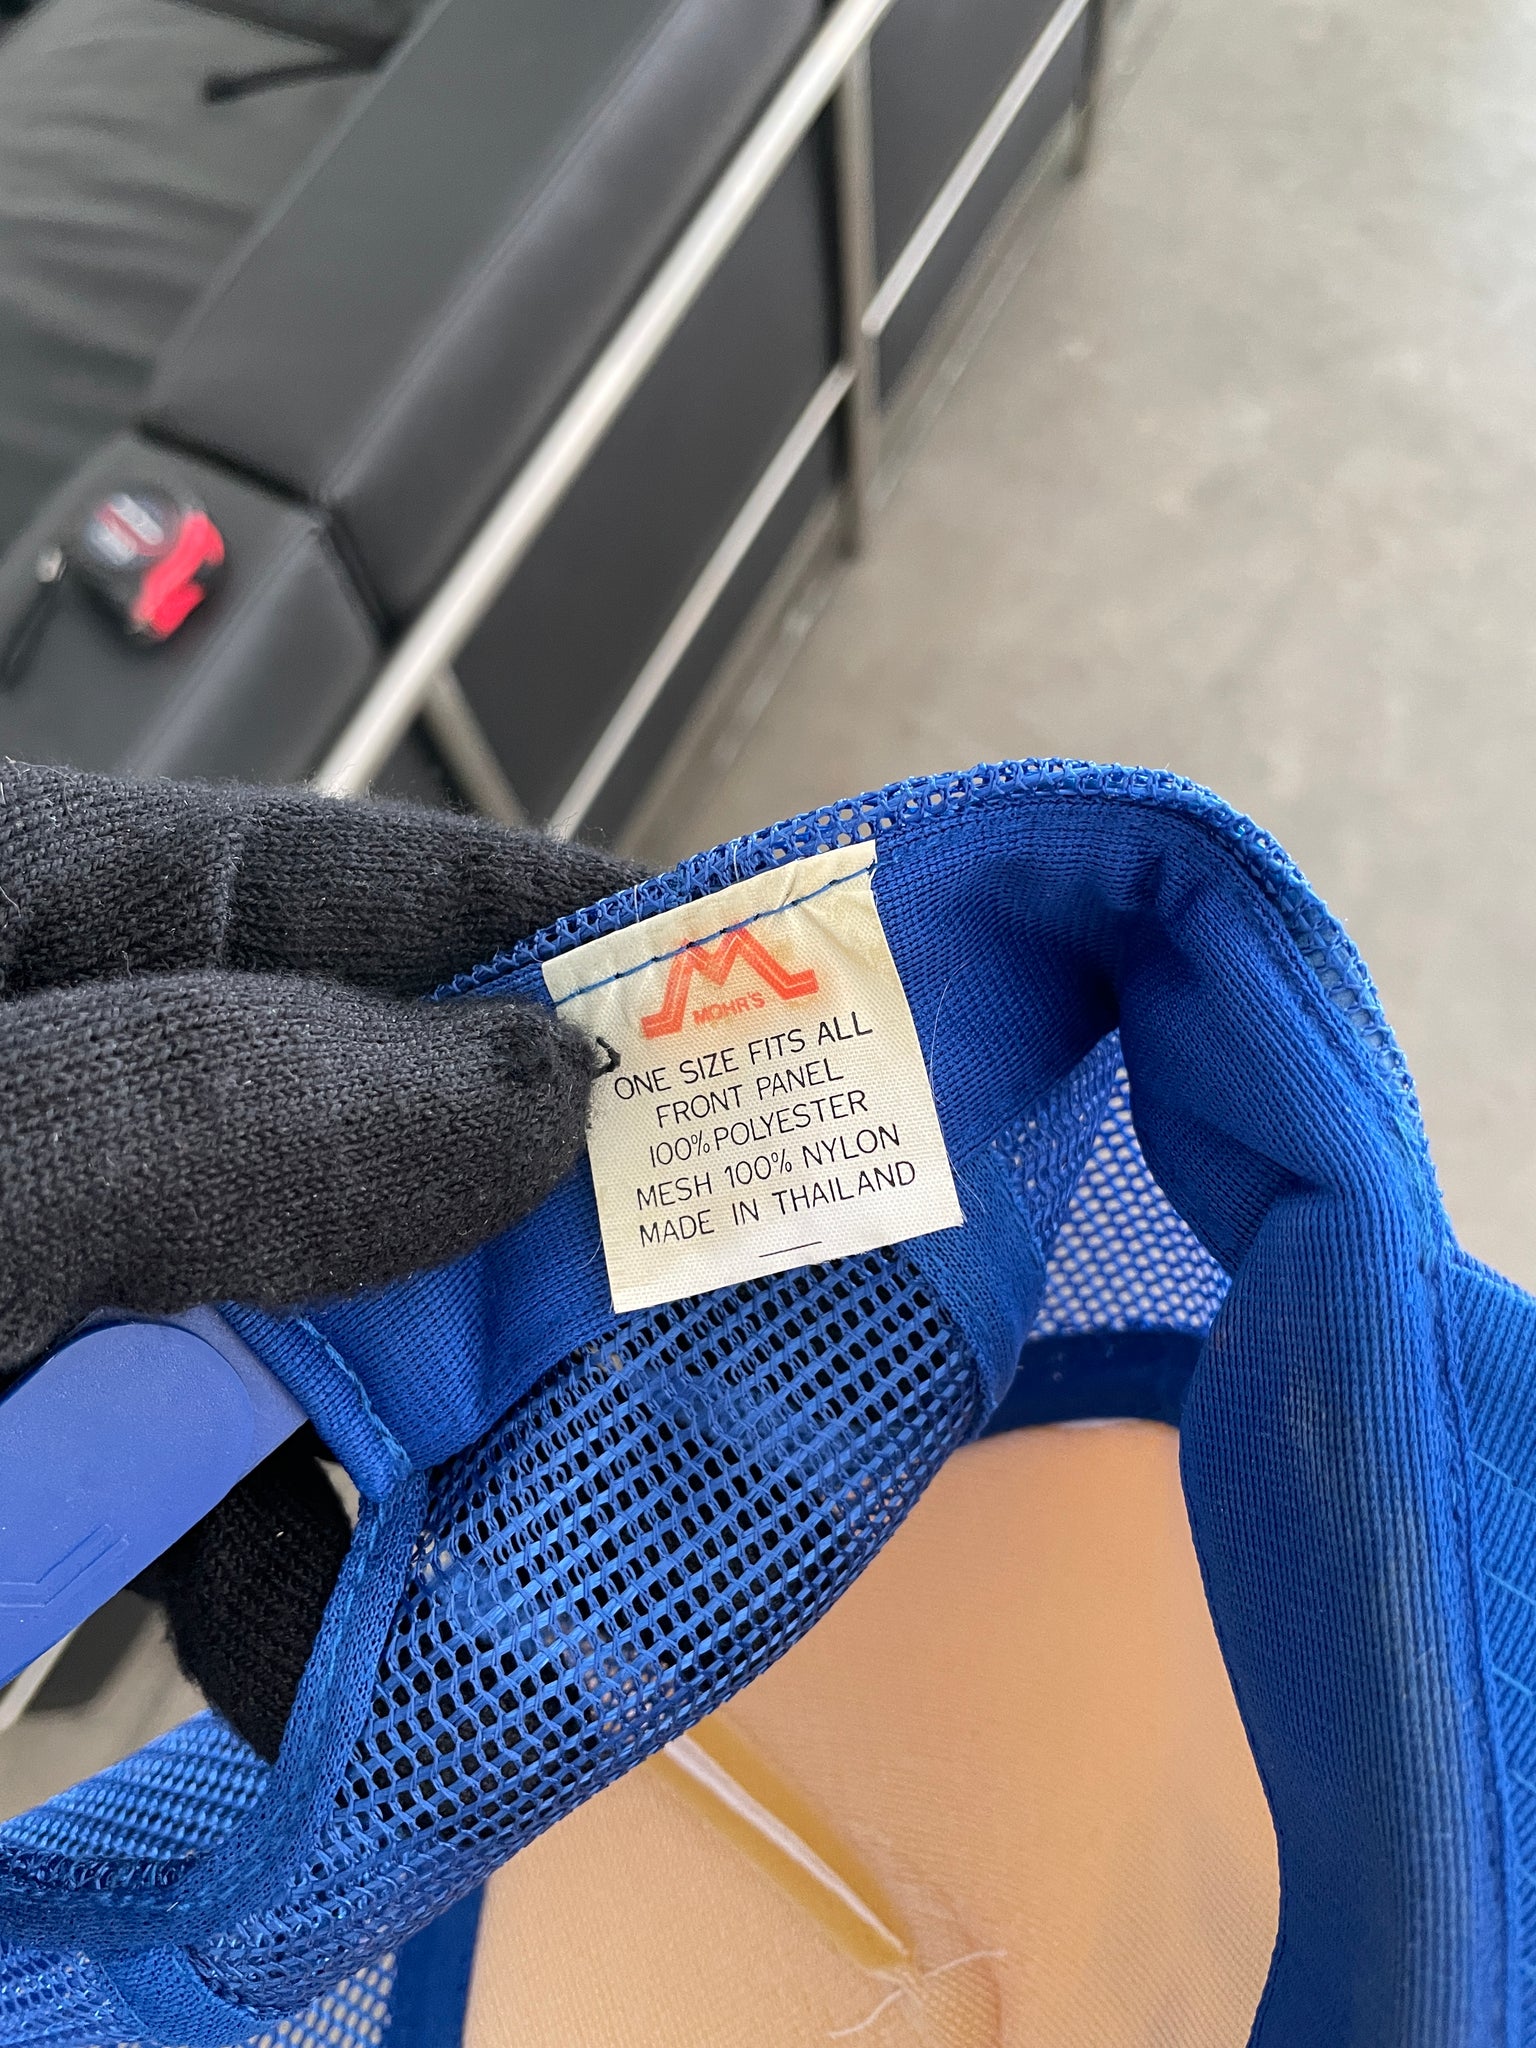 MOHR'S
ONE SIZE FITS ALL
FRONT PANEL
100% POLYESTER
MESH 100% NYLON
MADE IN THAILAND